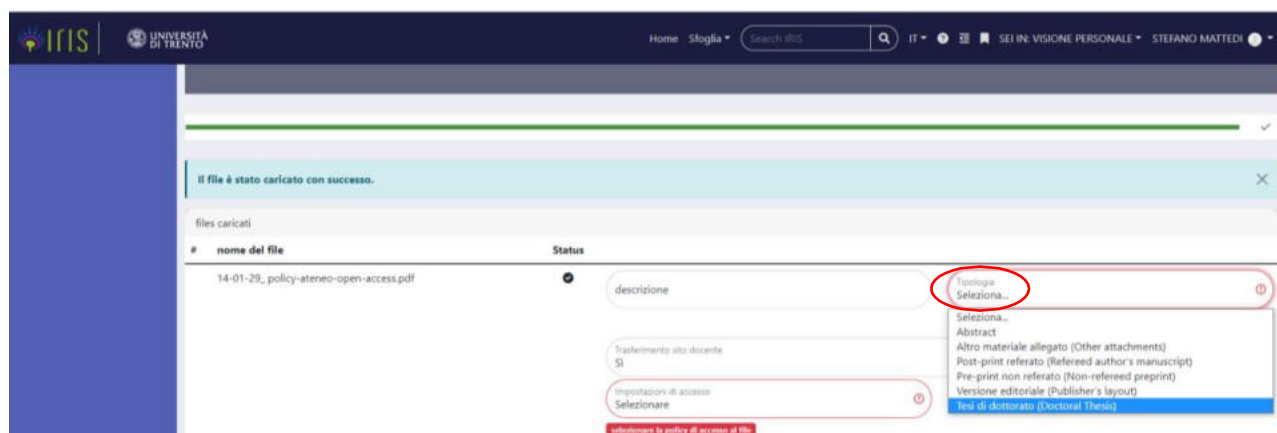 IRIS UNIVERSITÀ DI TRENTO Home Sfoglia Search IRIS IT SEI IN: VISIONE PERSONALE STEFANO MATTEDI
Il file è stato caricato con successo.
files caricati
# nome del file Status
14-01-29_ policy-ateneo-open-access.pdf
descrizione
Tipologia
Seleziona...
Seleziona...
Abstract
Altro materiale allegato (Other attachments)
Post-print referato (Refereed author's manuscript)
Pre-print non referato (Non-refereed preprint)
Versione editoriale (Publisher's layout)
Tesi di dottorato (Doctoral Thesis)
Trasferimento sito docente
Sì
Impostazioni di accesso
Selezionare
selezionare la policy di accesso al file